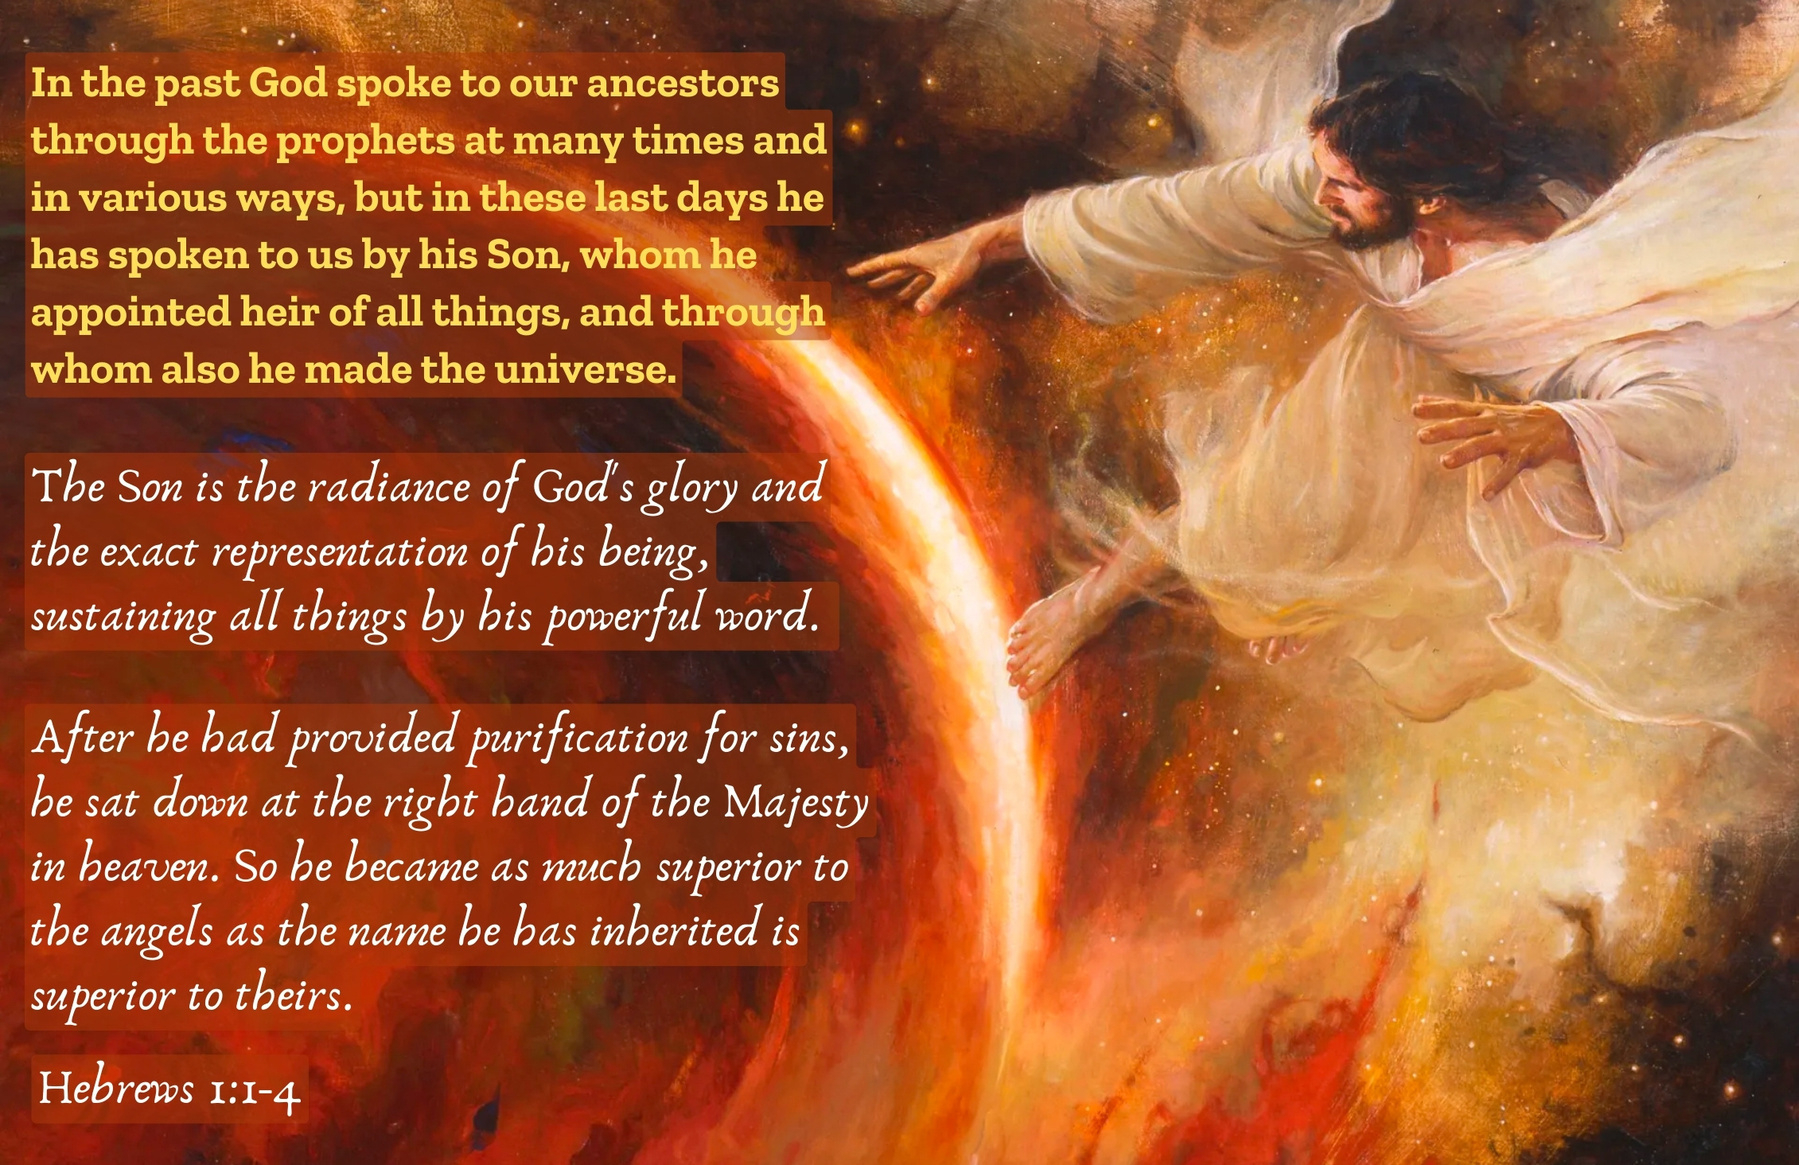 In the past God spoke to our ancestors
through the prophets at many times and
in various ways, but in these last days he
has spoken to us by his Son, whom he
appointed heir of all things, and through
whom also he made the universe.
The Son is the radiance of God's glory and
the exact representation of his being,
sustaining all things by his powerful word.
After he had provided purification for sins,
he sat down at the right hand of the Majesty
in heaven. So he became as much superior to
the angels as the name he has inherited is
superior to theirs.
Hebrews 1:1-4